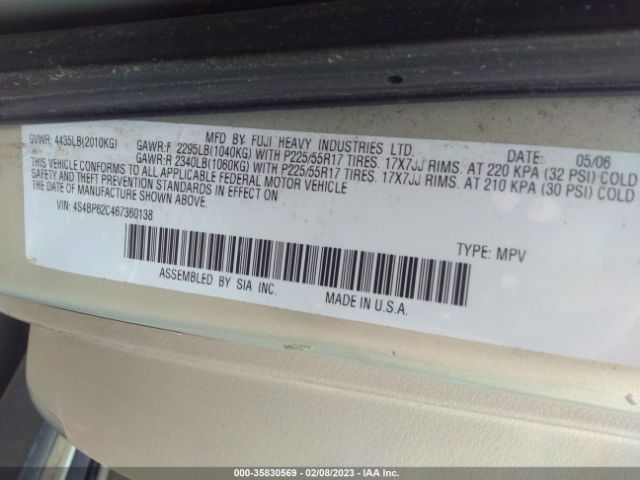 MFD BY FUJI HEAVY INDUSTRIES LTD. DATE: 05/06
GVWR: 4435LB(2010KG) GAWR:F 2295LB(1040KG) WITH P225/55R17 TIRES. 17X7JJ RIMS. AT 220 KPA (32 PSI) COLD
GAWR:R 2340LB(1060KG) WITH P225/55R17 TIRES. 17X7JJ RIMS. AT 210 KPA (30 PSI) COLD
THIS VEHICLE CONFORMS TO ALL APPLICABLE FEDERAL MOTOR VEHICLE
SAFETY AND THEFT PREVENTION STANDARDS IN EFFECT ON
THE DATE OF MANUFACTURE SHOWN ABOVE.
VIN: 4S4BP62C467360138 TYPE: MPV
ASSEMBLED BY SIA INC. MADE IN U.S.A.
000-35830569 - 02/08/2023 - IAAI.COM